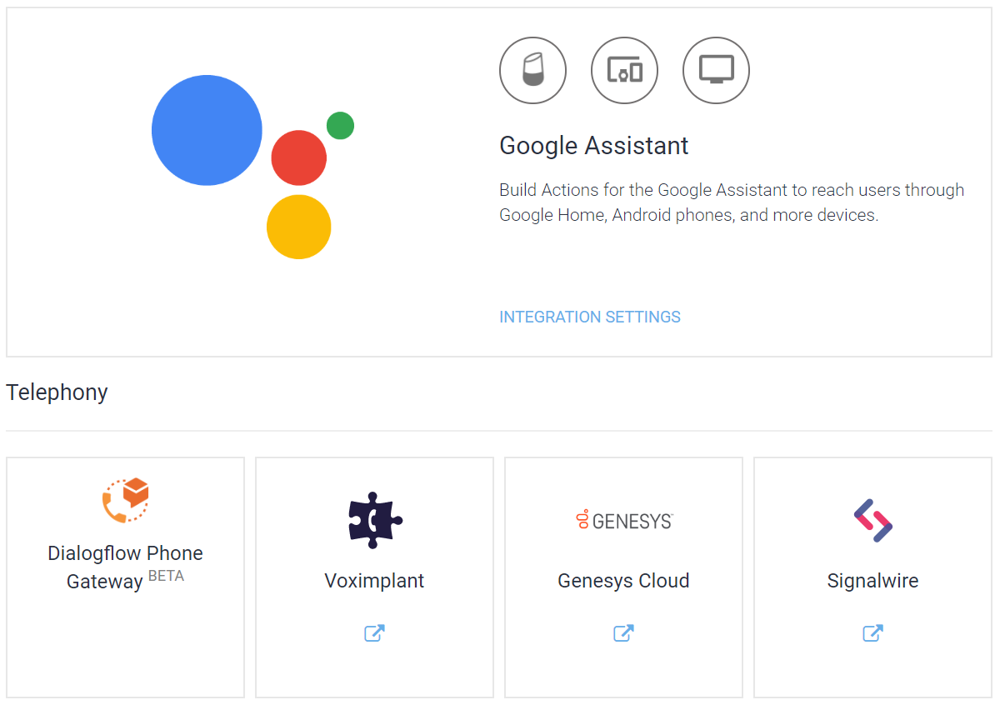 Google Assistant
Build Actions for the Google Assistant to reach users through
Google Home, Android phones, and more devices.
INTEGRATION SETTINGS
Telephony
Dialogflow Phone
Gateway BETA
Voximplant
GENESYS™
Genesys Cloud
Signalwire